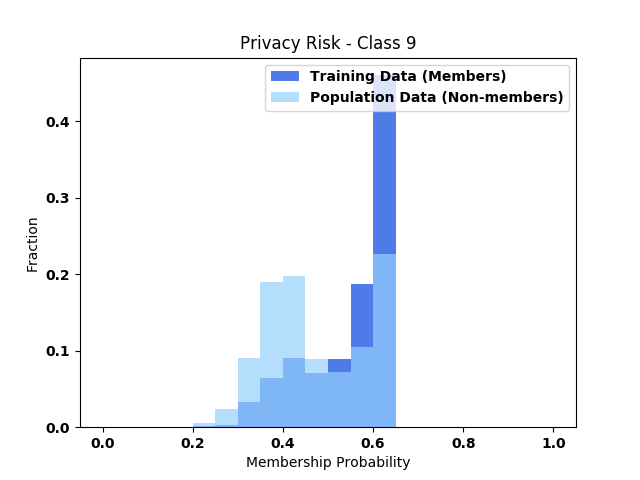 Privacy Risk - Class 9
Training Data (Members)
Population Data (Non-members)
Fraction
0.4
0.3
0.2
0.1
0.0
0.0 0.2 0.4 0.6 0.8 1.0
Membership Probability